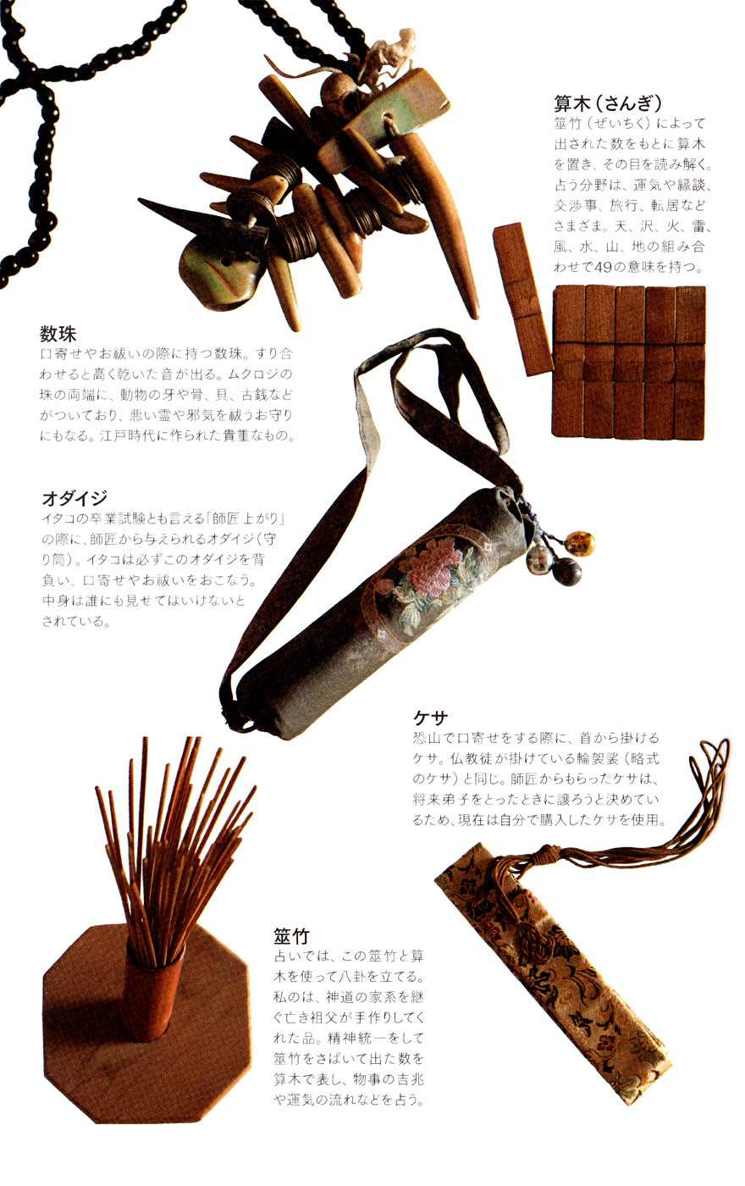 算木(さんぎ)
筮竹(ぜいちく)によって
出された数をもとに算木
を置き、その目を読み解く。
占う分野は、運気や縁談、
交渉事、旅行、転居など
さまざま。天、沢、火、雷、
風、水、山、地の組み合
わせで49の意味を持つ。
数珠
口寄せやお祓いの際に持つ数珠。すり合
わせると高く乾いた音が出る。ムクロジの
珠の両端に、動物の牙や骨、貝、古銭など
がついており、悪い霊や邪気を祓うお守り
にもなる。江戸時代に作られた貴重なもの。
オダイジ
イタコの卒業試験とも言える「師匠上がり」
の際に、師匠から与えられるオダイジ(守
り筒)。イタコは必ずこのオダイジを背
負い、口寄せやお祓いをおこなう。
中身は誰にも見せてはいけないと
されている。
ケサ
恐山で口寄せをする際に、首から掛ける
ケサ。仏教徒が掛けている輪袈裟(略式
のケサ)と同じ。師匠からもらったケサは、
将来弟子をとったときに譲ろうと決めてい
るため、現在は自分で購入したケサを使用。
筮竹
占いでは、この筮竹と算
木を使って八卦を立てる。
私のは、神道の家系を継
ぐ亡き祖父が手作りしてく
れた品。精神統一をして
筮竹をさばいて出た数を
算木で表し、物事の吉兆
や運気の流れなどを占う。